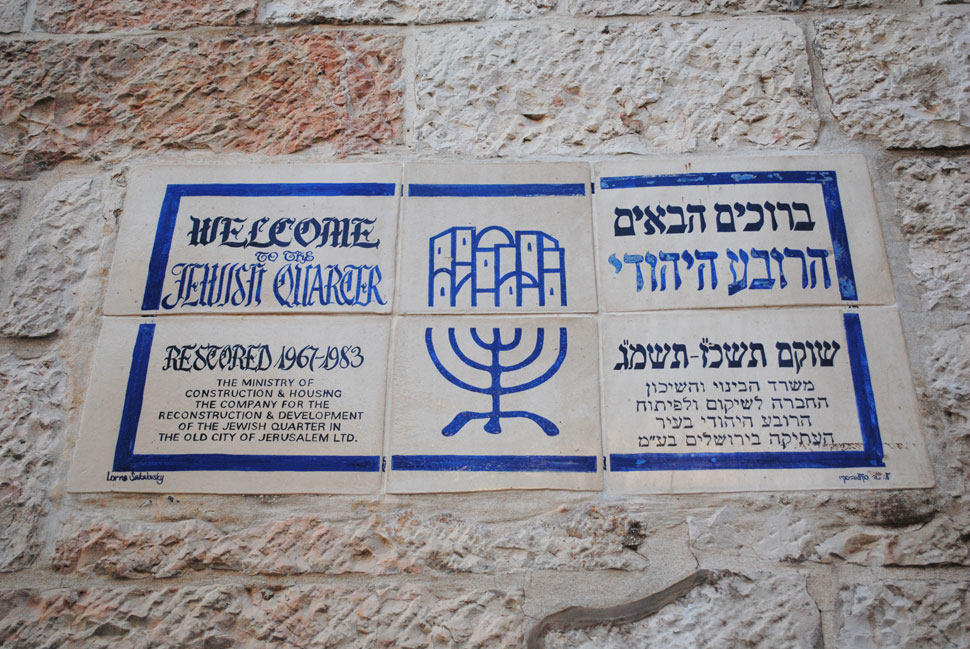 WELCOME
TO THE
JEWISH QUARTER
RESTORED 1967-1983
THE MINISTRY OF
CONSTRUCTION & HOUSING
THE COMPANY FOR THE
RECONSTRUCTION & DEVELOPMENT
OF THE JEWISH QUARTER IN
THE OLD CITY OF JERUSALEM LTD.
Lorna Sakalovsky
ברוכים הבאים
הרובע היהודי
שוקם תשכ"ז-תשמ"ג
משרד הבינוי והשיכון
החברה לשיקום ולפיתוח
הרובע היהודי בעיר
העתיקה בירושלים בע"מ